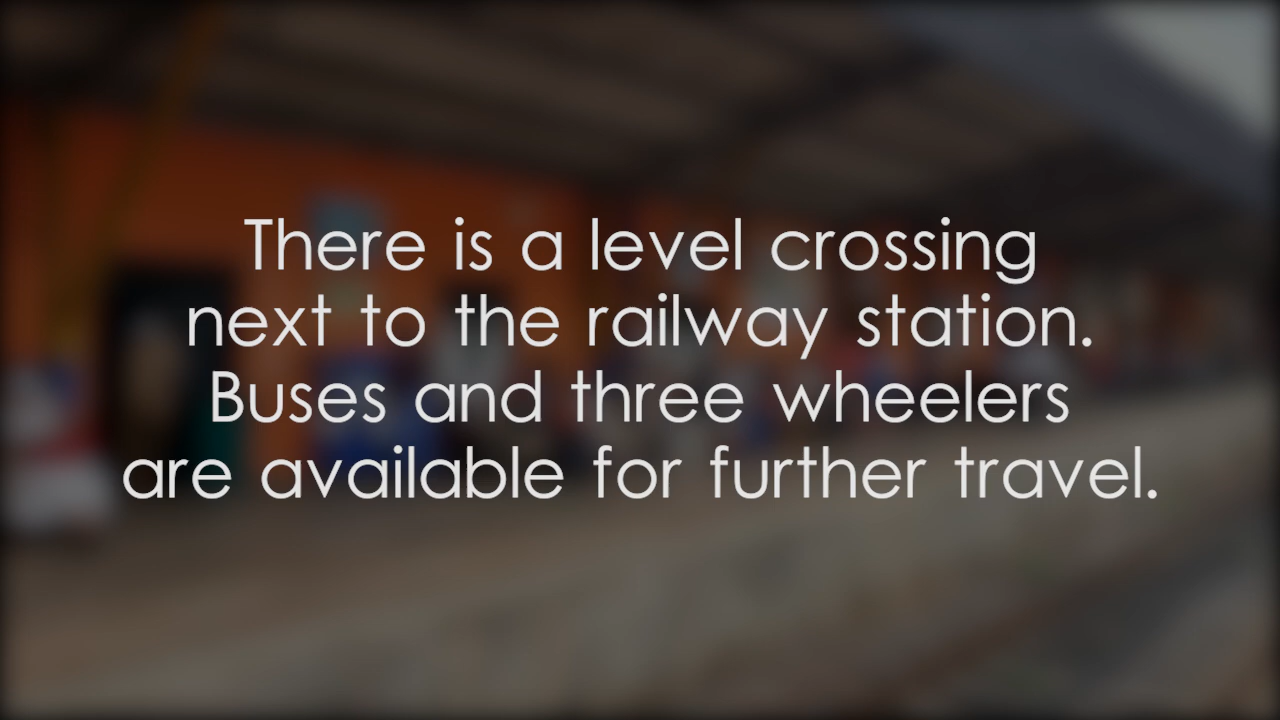 There is a level crossing
next to the railway station.
Buses and three wheelers
are available for further travel.